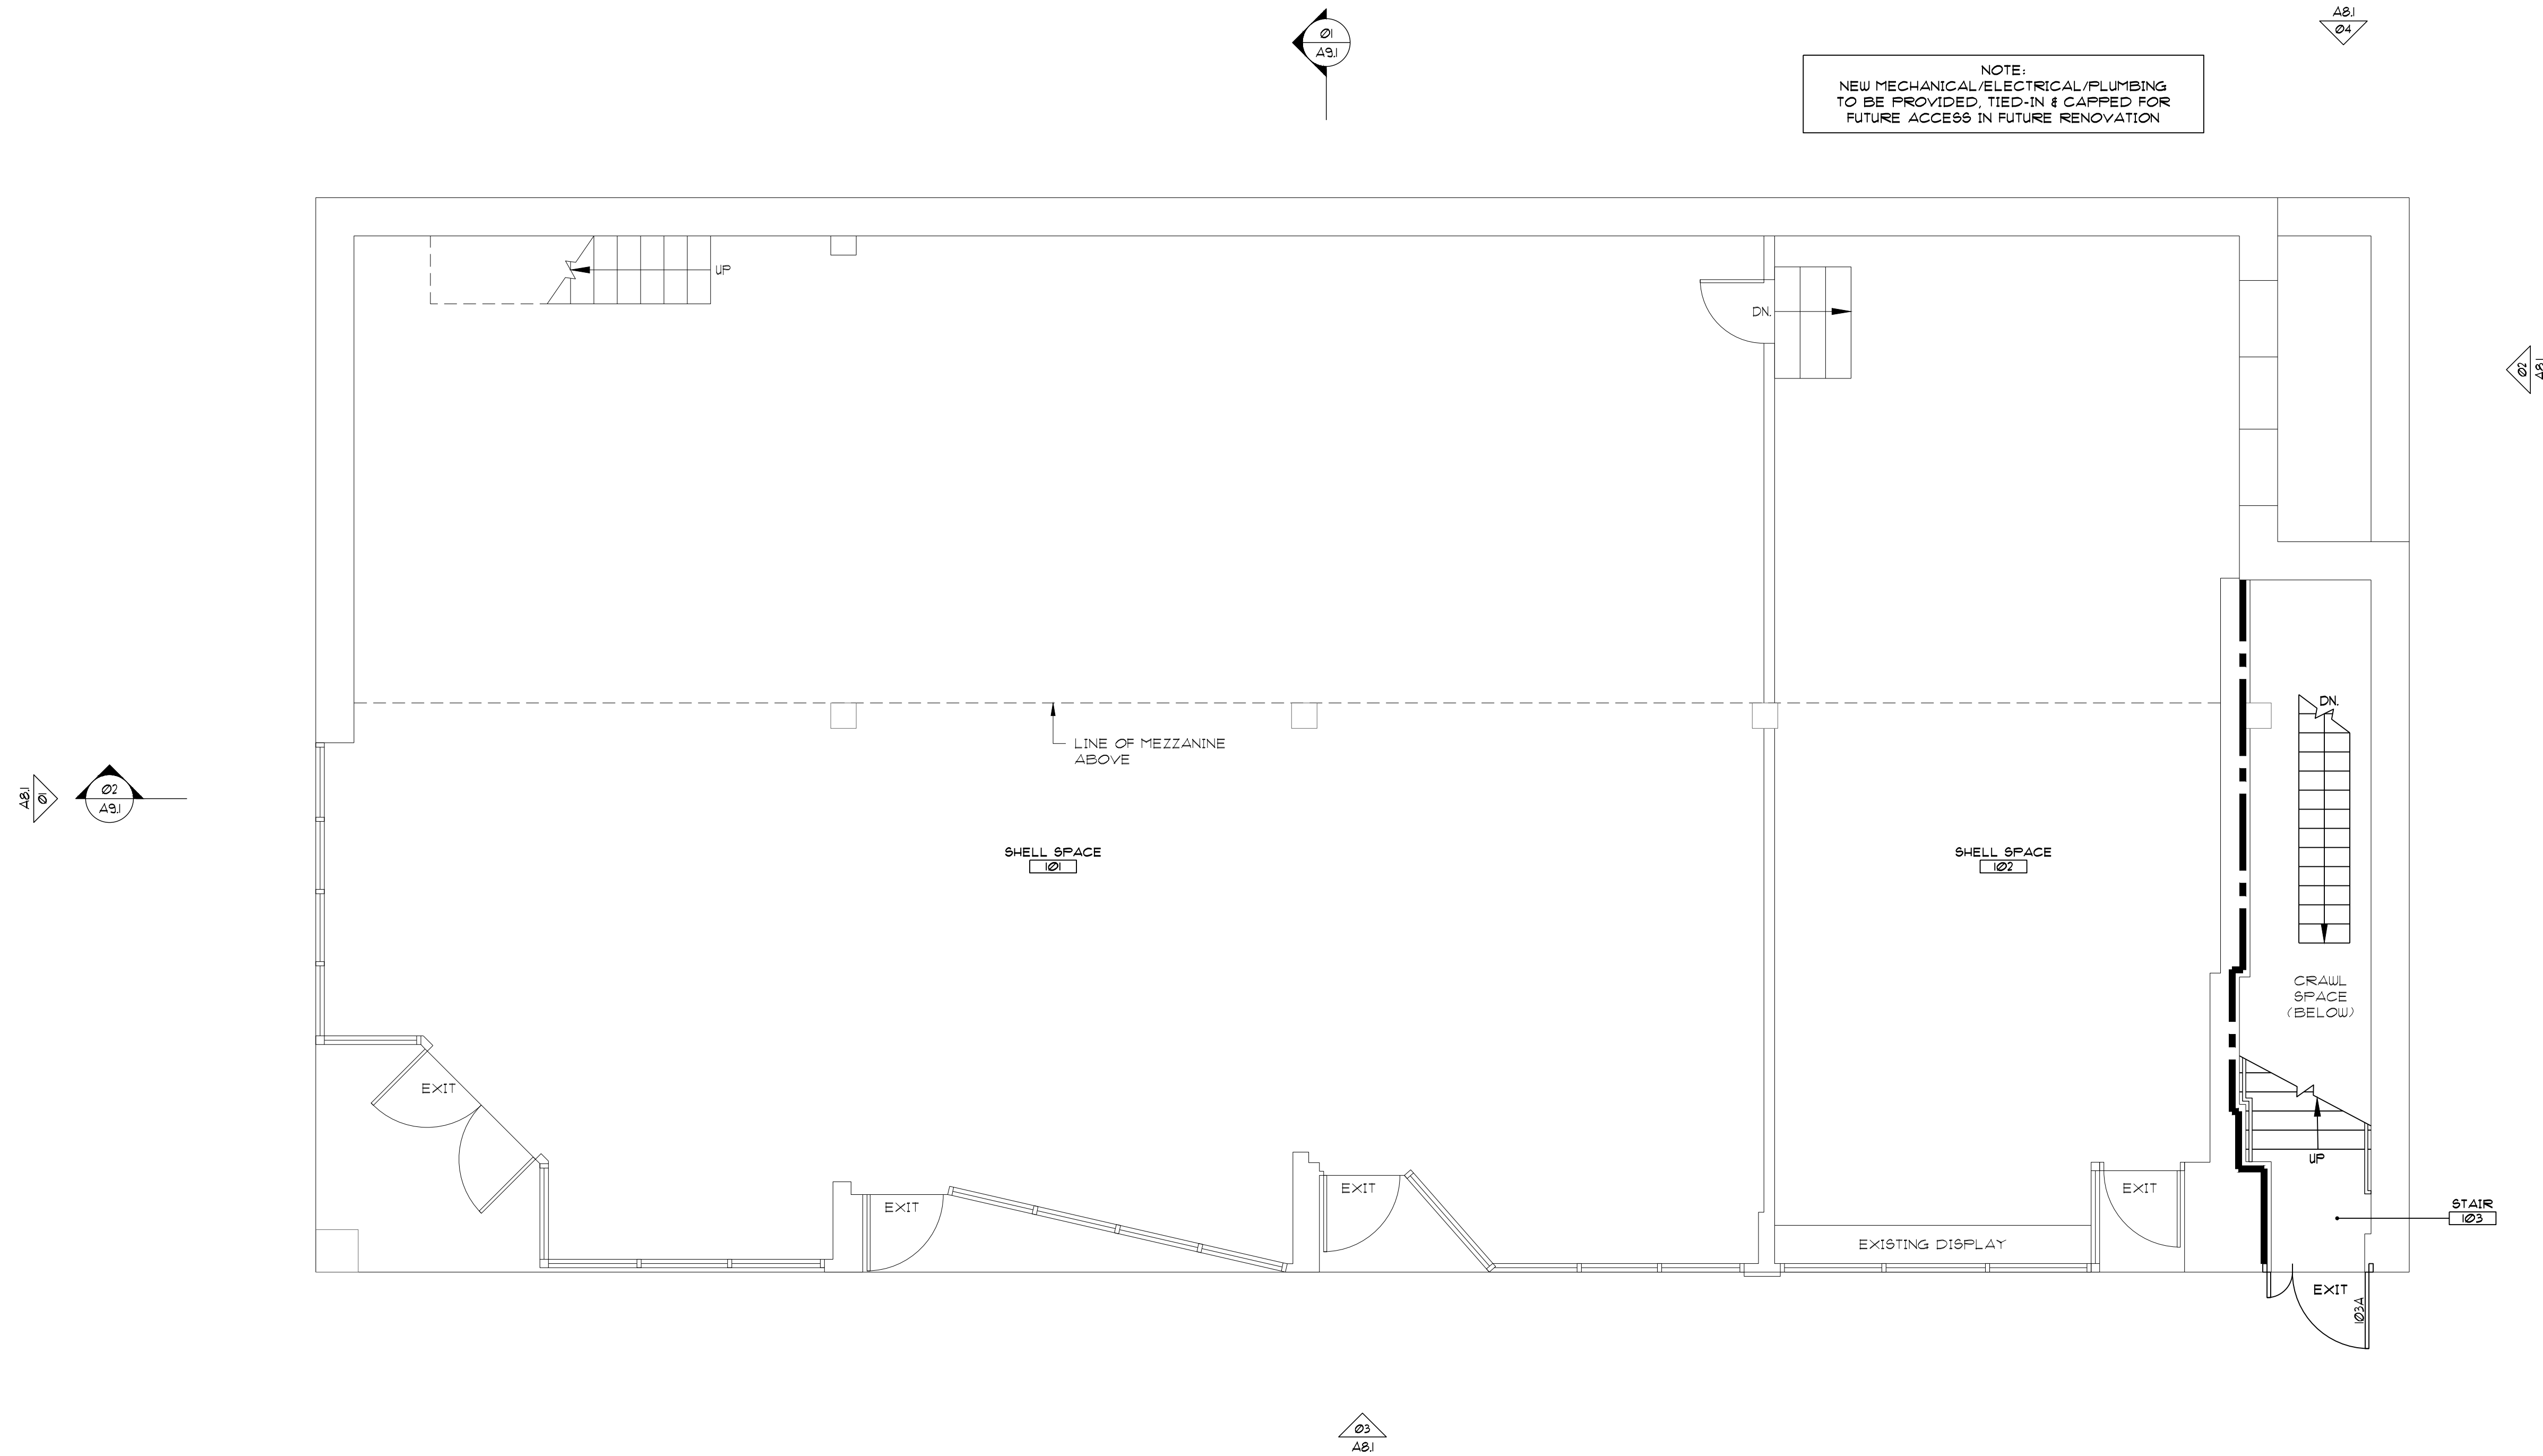 01
A9.1
A8.1
04
NOTE:
NEW MECHANICAL/ELECTRICAL/PLUMBING
TO BE PROVIDED, TIED-IN & CAPPED FOR
FUTURE ACCESS IN FUTURE RENOVATION
UP
DN.
02
A8.1
DN.
LINE OF MEZZANINE
ABOVE
A8.1
01
02
A9.1
SHELL SPACE
101
SHELL SPACE
102
CRAWL
SPACE
(BELOW)
EXIT
UP
EXIT
EXIT
EXIT
STAIR
103
EXISTING DISPLAY
EXIT
103A
03
A8.1